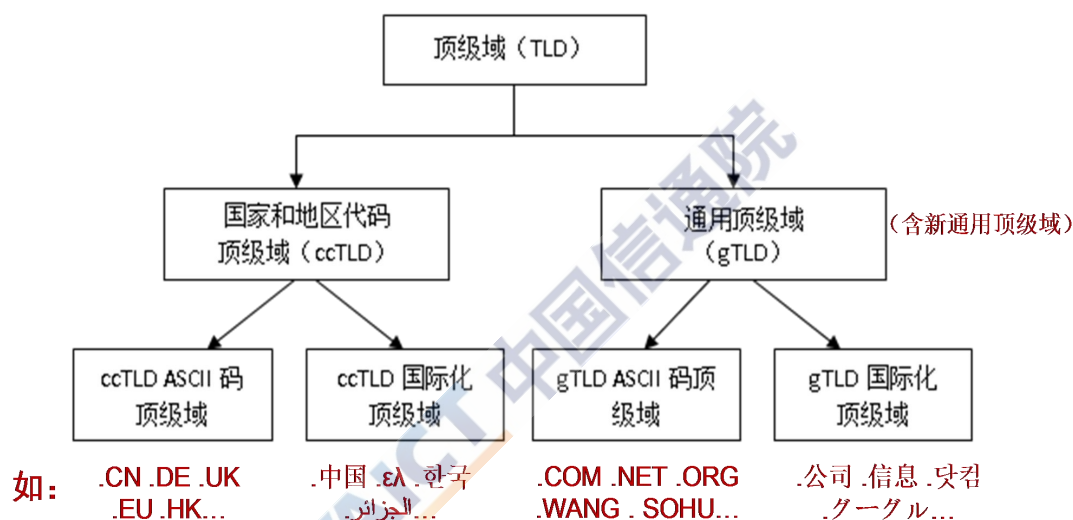 顶级域（TLD）
国家和地区代码
顶级域（ccTLD）
通用顶级域
（gTLD）
（含新通用顶级域）
ccTLD ASCII 码
顶级域
ccTLD 国际化
顶级域
gTLD ASCII 码顶
级域
gTLD 国际化
顶级域
如：
.CN .DE .UK
.EU .HK...
.中国 .ελ .한국
.الجزائر...
.COM .NET .ORG
.WANG . SOHU...
.公司 .信息 .닷컴
.グーグル...
CAICT 中国信通院